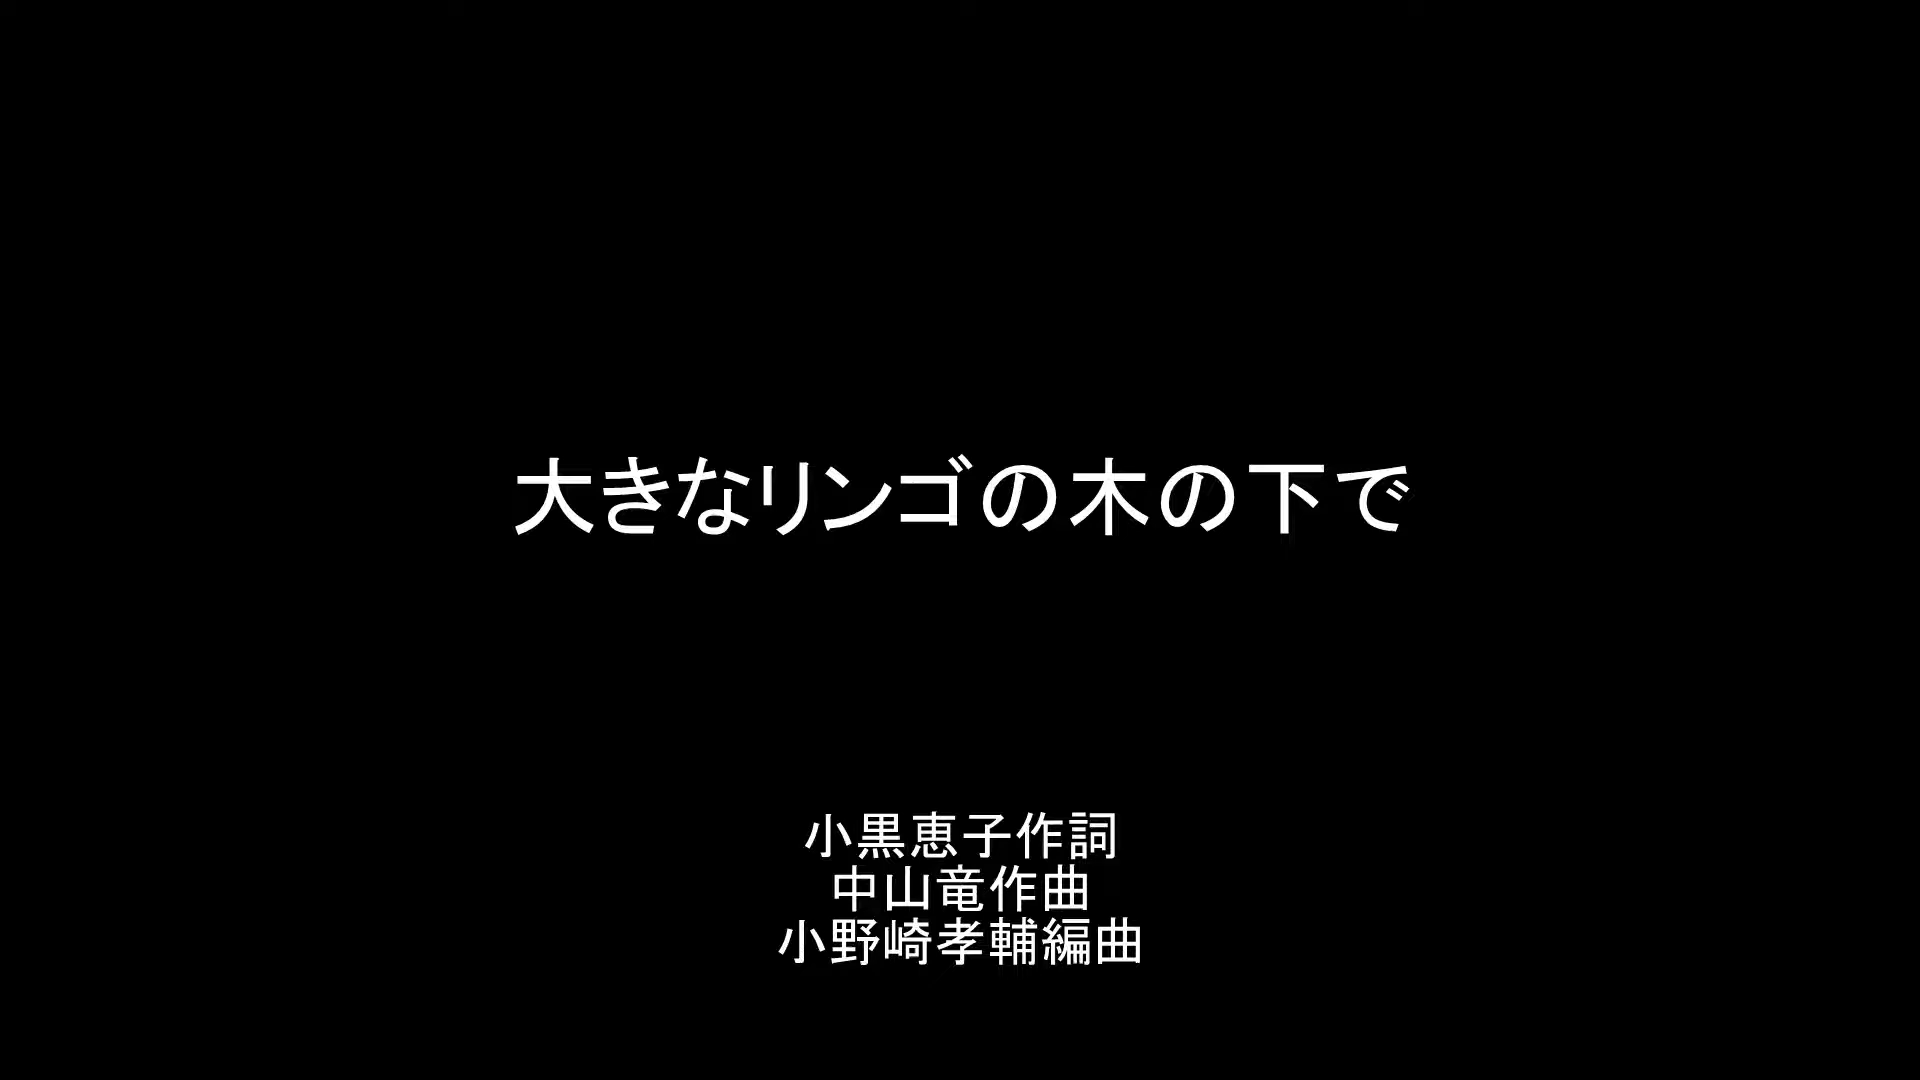 大きなリンゴの木の下で
小黒恵子作詞
中山竜作曲
小野崎孝輔編曲